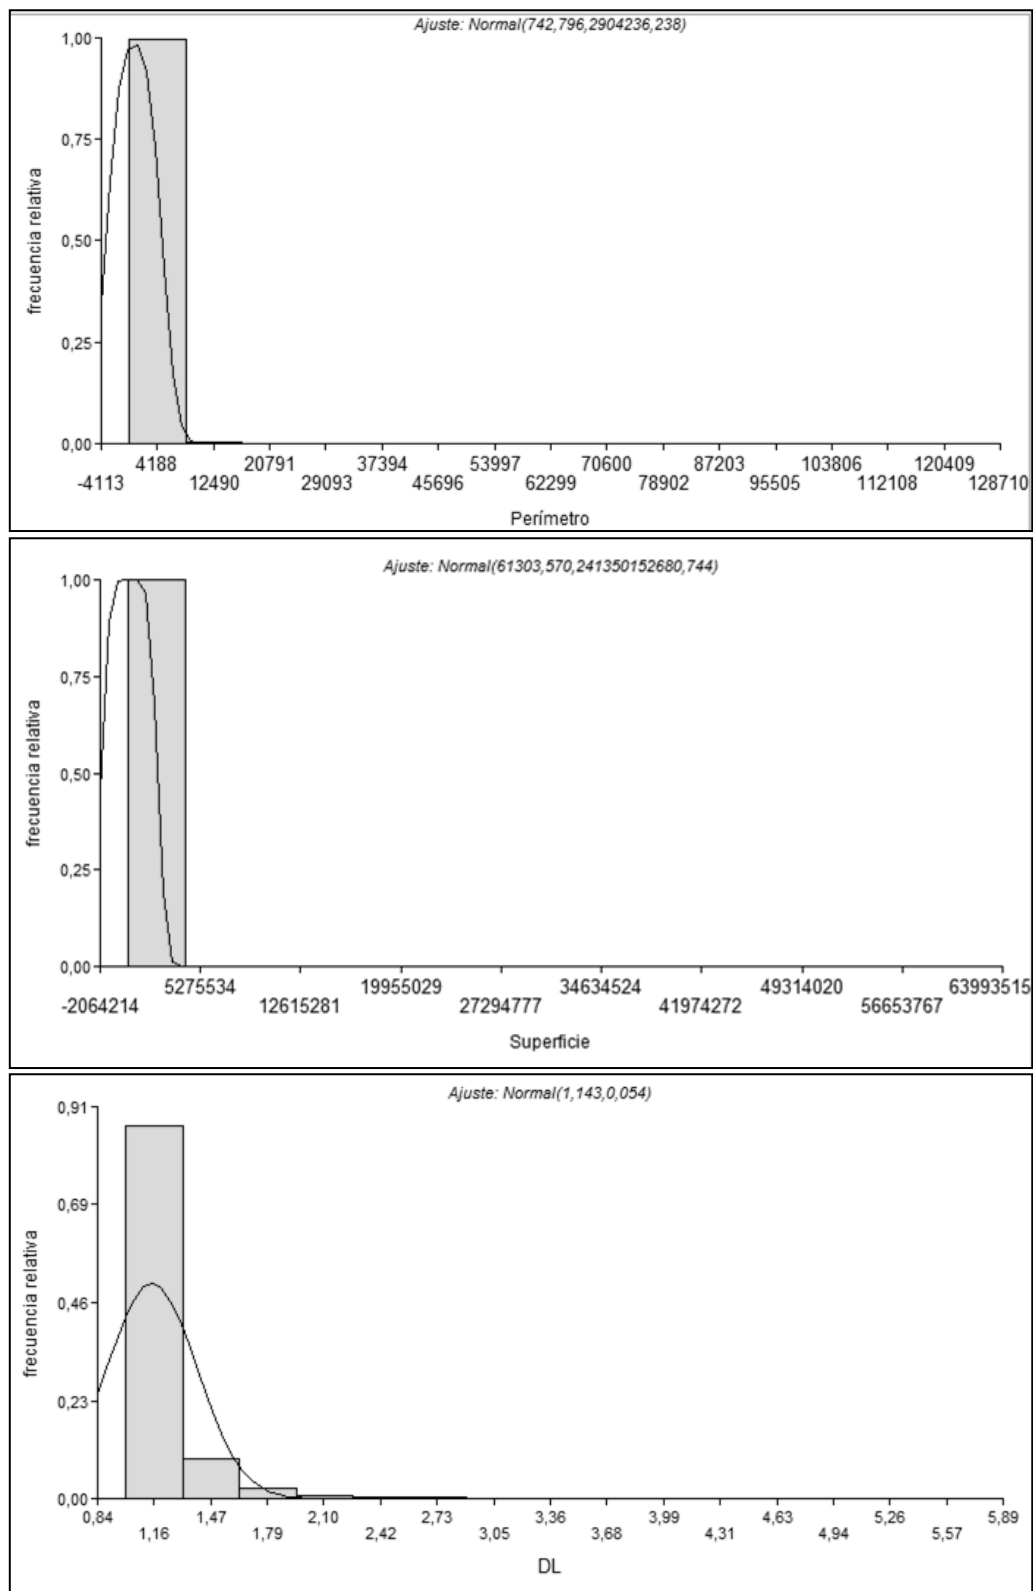 Ajuste: Normal(742,796,2904236,238)
1,00
0,75
0,50
0,25
0,00
frecuencia relativa
4188 20791 37394 53997 70600 87203 103806 120409
-4113 12490 29093 45696 62299 78902 95505 112108 128710
Perímetro
Ajuste: Normal(61303,570,241350152680,744)
1,00
0,75
0,50
0,25
0,00
frecuencia relativa
5275534 19955029 34634524 49314020 63993515
-2064214 12615281 27294777 41974272 56653767
Superficie
Ajuste: Normal(1,143,0,054)
0,91
0,69
0,46
0,23
0,00
frecuencia relativa
0,84 1,47 2,10 2,73 3,36 3,99 4,63 5,26 5,89
1,16 1,79 2,42 3,05 3,68 4,31 4,94 5,57
DL